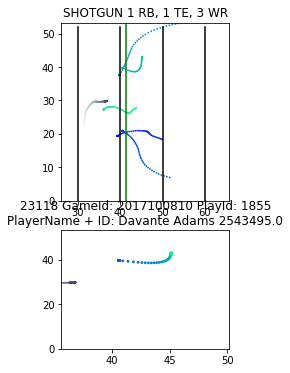 SHOTGUN 1 RB, 1 TE, 3 WR
50
40
30
20
10
0
30 40 50 60
23118 GameId: 2017100810 PlayId: 1855
PlayerName + ID: Davante Adams 2543495.0
40
20
0
40 45 50